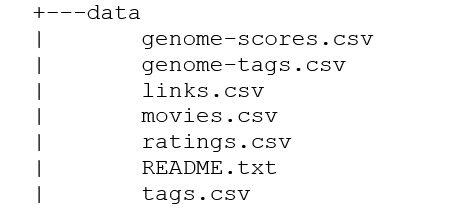 +---data
|       genome-scores.csv
|       genome-tags.csv
|       links.csv
|       movies.csv
|       ratings.csv
|       README.txt
|       tags.csv